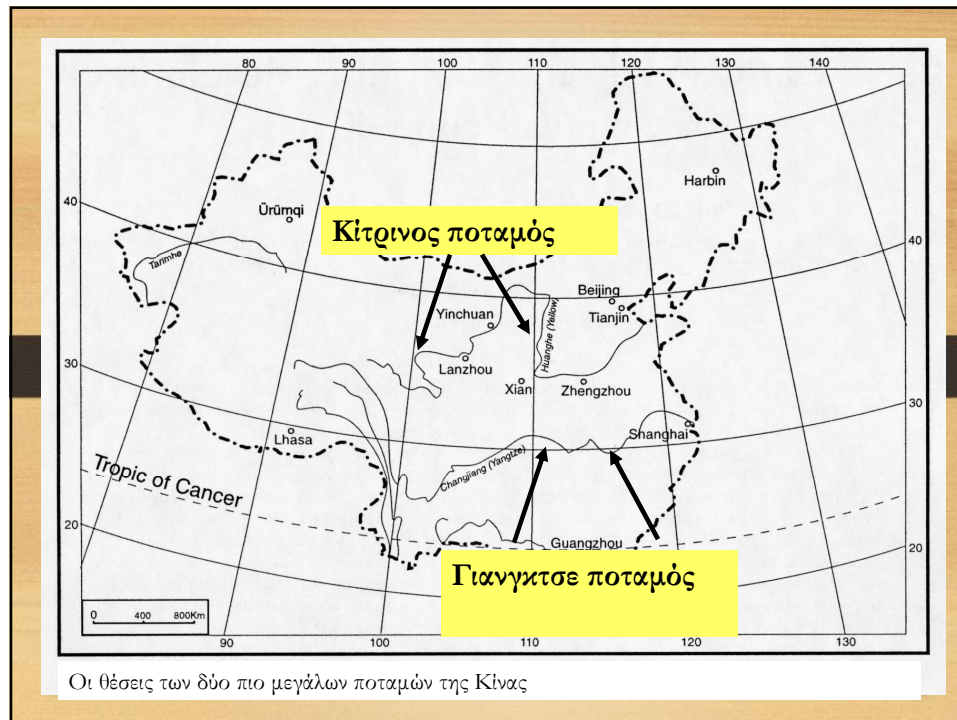 80 90 100 110 120 130 140
Harbin
Ürümqi
40
Κίτρινος ποταμός
40
Tarimhe
Beijing
Yinchuan
Tianjin
Huanghe (Yellow)
Lanzhou
30
Xian
Zhengzhou
30
Shanghai
Lhasa
Changjiang (Yangtze)
Tropic of Cancer
20
Guangzhou
20
Γιανγκτσε ποταμός
0 400 800Km
90 100 110 120 130
Οι θέσεις των δύο πιο μεγάλων ποταμών της Κίνας